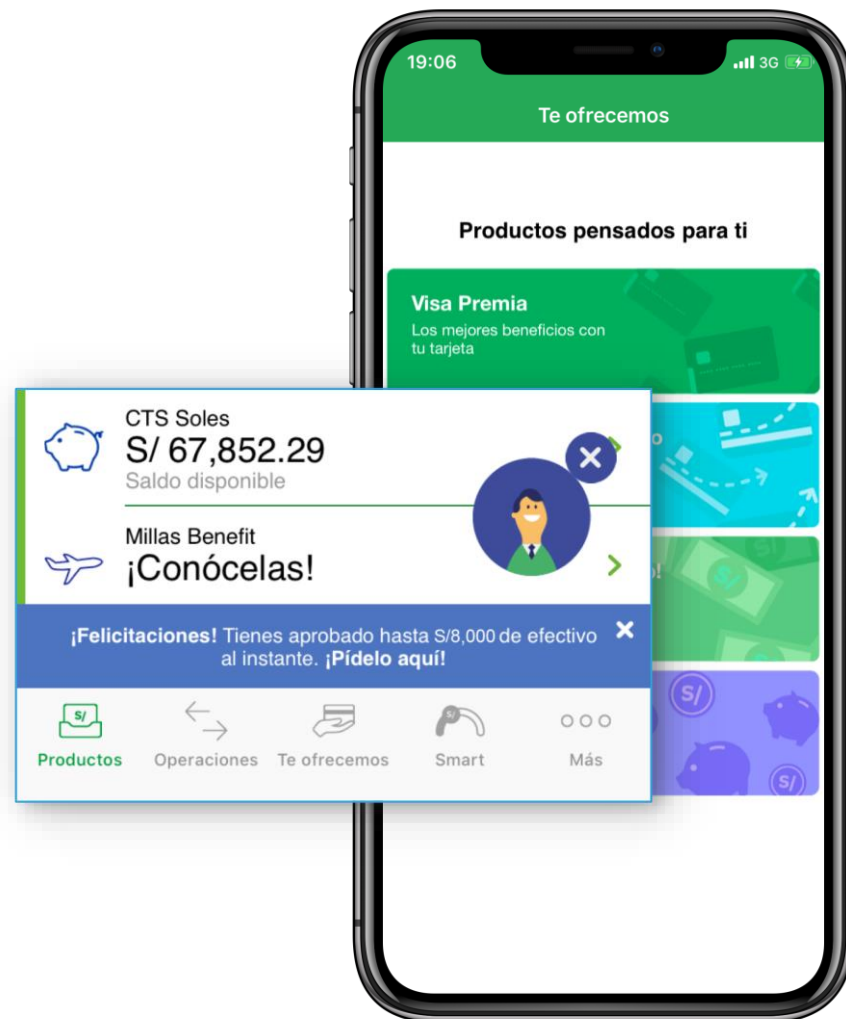 19:06
3G
Te ofrecemos
Productos pensados para ti
Visa Premia
Los mejores beneficios con
tu tarjeta
CTS Soles
S/ 67,852.29
Saldo disponible
Millas Benefit
¡Conócelas!
¡Felicitaciones! Tienes aprobado hasta S/8,000 de efectivo
al instante. ¡Pídelo aquí!
S/
Productos
Operaciones
Te ofrecemos
S/
Smart
Más
S/
S/
S/
S/